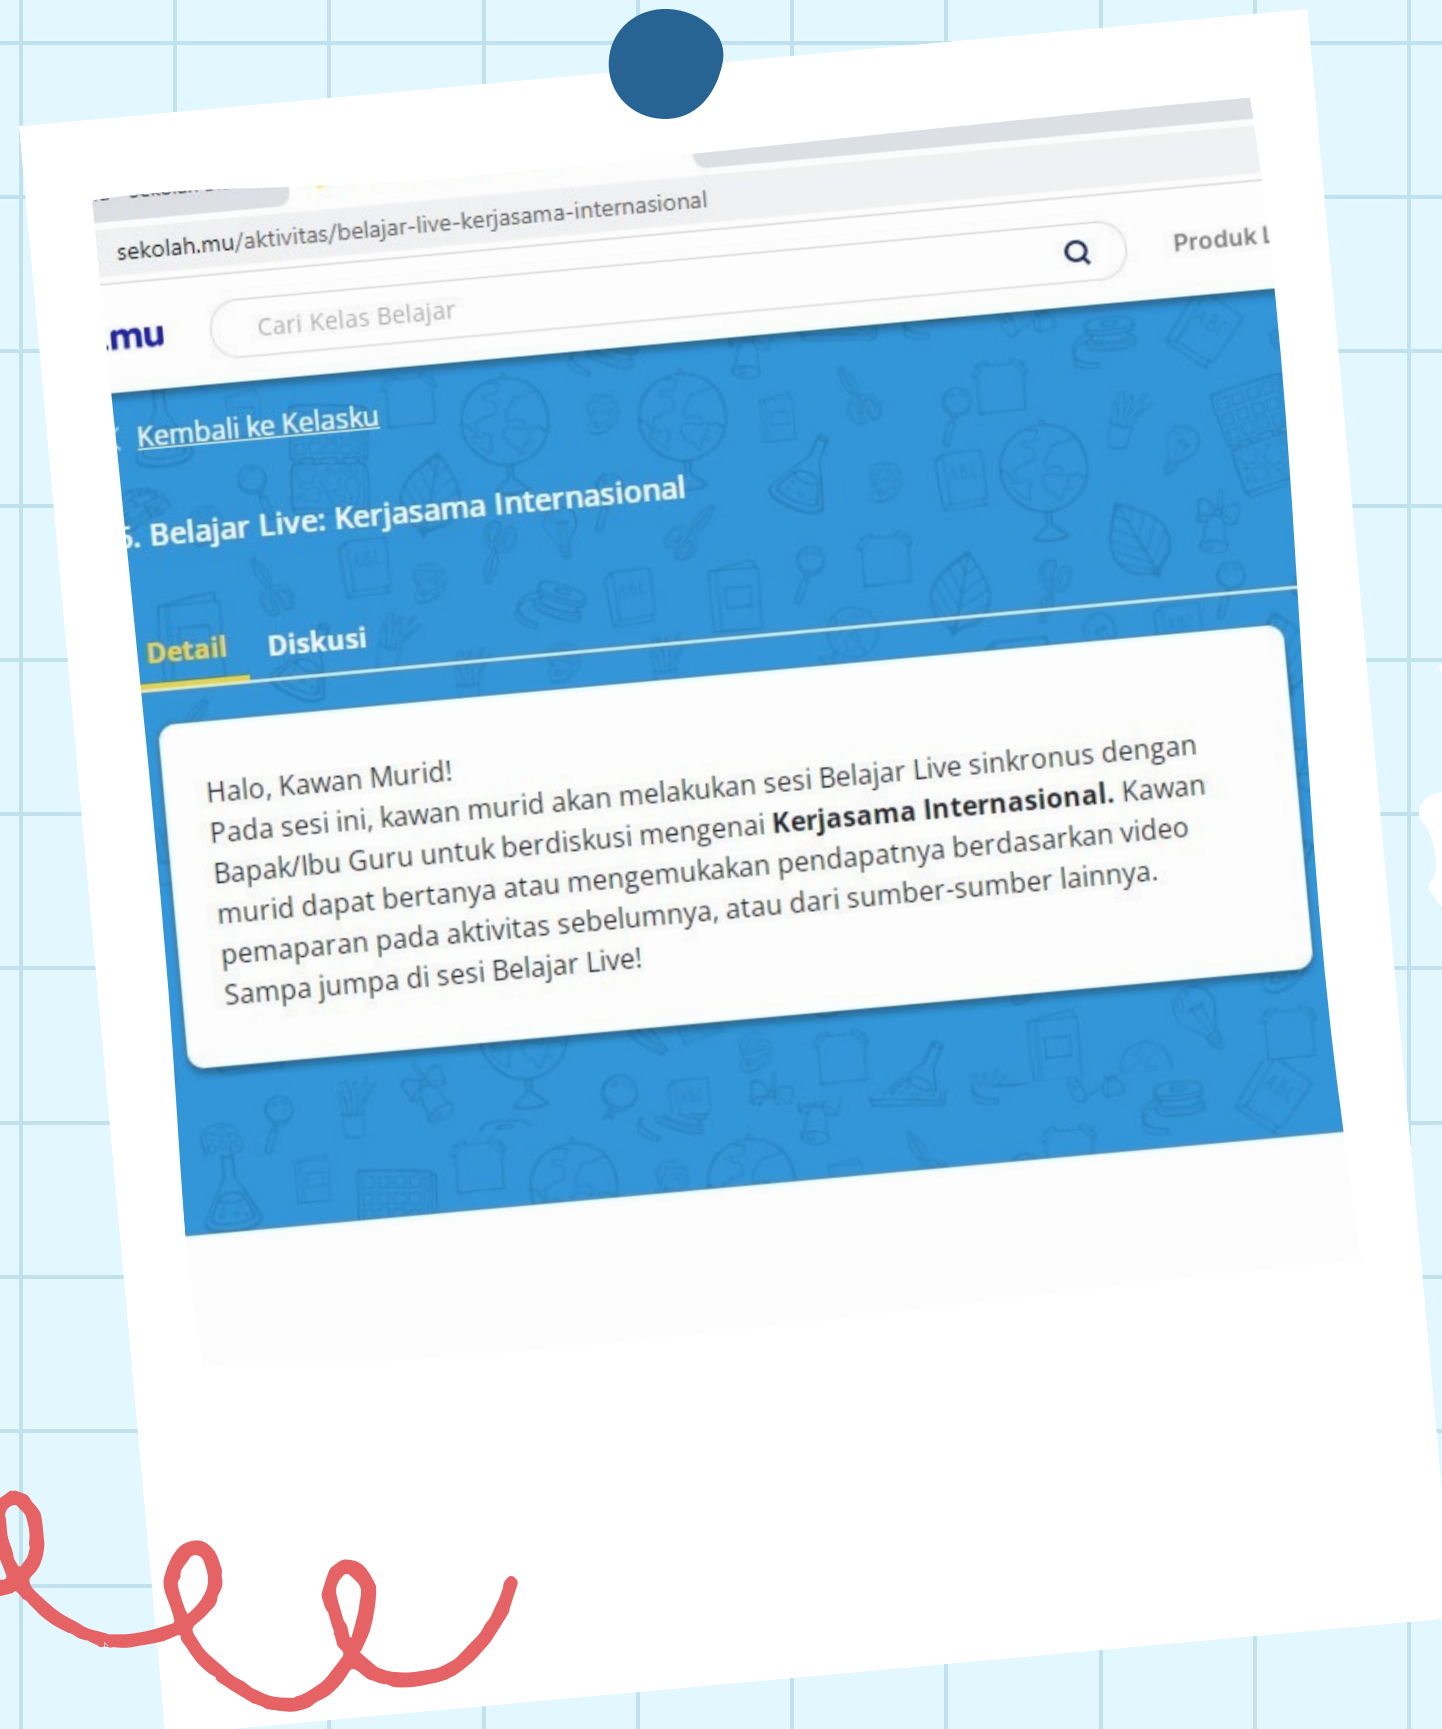 sekolah.mu/aktivitas/belajar-live-kerjasama-internasional
.mu
Cari Kelas Belajar
Produk L
Kembali ke Kelasku
5. Belajar Live: Kerjasama Internasional
Detail Diskusi
Halo, Kawan Murid!
Pada sesi ini, kawan murid akan melakukan sesi Belajar Live sinkronus dengan
Bapak/Ibu Guru untuk berdiskusi mengenai Kerjasama Internasional. Kawan
murid dapat bertanya atau mengemukakan pendapatnya berdasarkan video
pemaparan pada aktivitas sebelumnya, atau dari sumber-sumber lainnya.
Sampa jumpa di sesi Belajar Live!